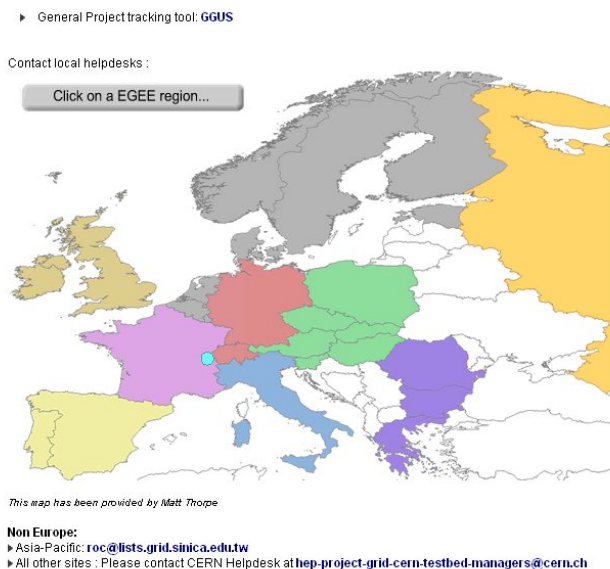 General Project tracking tool: GGUS
Contact local helpdesks :
Click on a EGEE region...
This map has been provided by Matt Thorpe
Non Europe:
Asia-Pacific: roc@lists.grid.sinica.edu.tw
All other sites : Please contact CERN Helpdesk at hep-project-grid-cern-testbed-managers@cern.ch